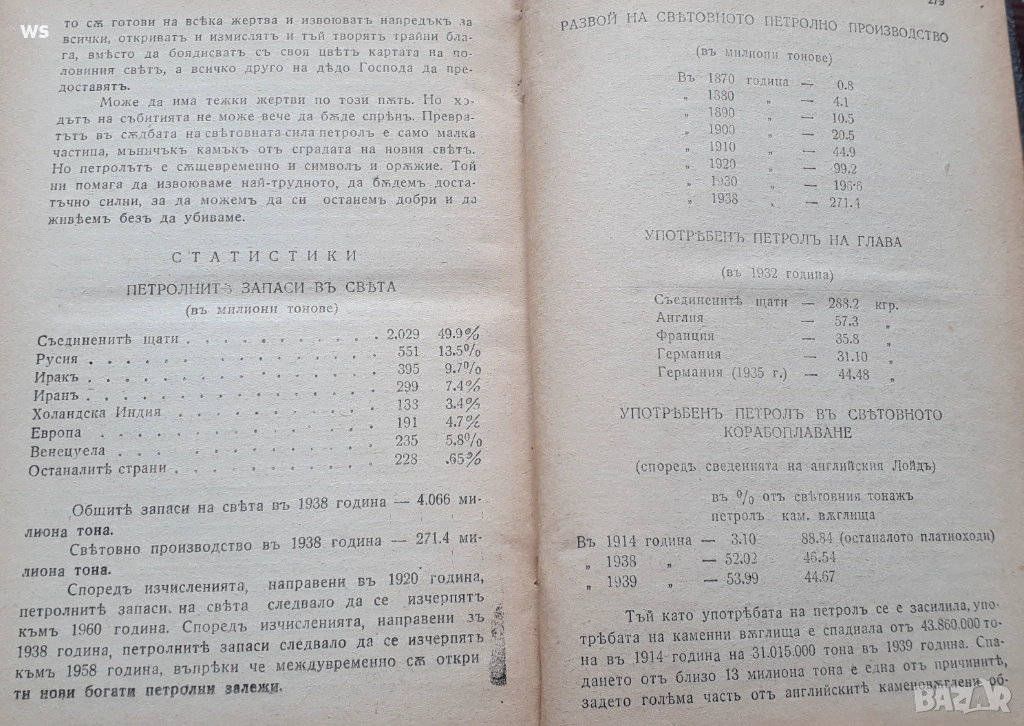 ws
то сѫ готови на всѣка жертва и извоюватъ напредъкъ за
всички, откриватъ и измислятъ и тъй творятъ трайни бла-
га, вмѣсто да боядисватъ съ своя цвѣтъ картата на по-
ловиния свѣтъ, а всичко друго на дѣдо Господа да пре-
доставятъ.
Може да има тежки жертви по този пѫть. Но хо-
дътъ на събитията не може вече да бѫде спрѣнъ. Преврa-
тътъ въ сѫдбата на свѣтовната сила петролъ е само малка
частица, мъничъкъ камъкъ отъ сградата на новия свѣтъ.
Но петролътъ е сѫщевременно и символъ и орѫжие. Той
ни помага да извоюваме най-трудното, да бѫдемъ доста-
тъчно силни, за да можемъ да си останемъ добри и да
живѣемъ безъ да убиваме.
СТАТИСТИКИ
ПЕТРОЛНИТѢ ЗАПАСИ ВЪ СВѢТА
(въ милиони тонове)
Съединенитѣ щати . . . . . . . . . 2.029 49.9%
Русия . . . . . . . . . . . . . 551 13.5%
Иракъ . . . . . . . . . . . . . 395 9.7%
Иранъ . . . . . . . . . . . . . 299 7.4%
Холандска Индия . . . . . . . . . 133 3.4%
Европа . . . . . . . . . . . . 191 4.7%
Венецуела . . . . . . . . . . . 235 5.8%
Останалитѣ страни . . . . . . . . 228 .65%
Общитѣ запаси на свѣта въ 1938 година — 4.066 ми-
лиона тона.
Свѣтовно производство въ 1938 година — 271.4 ми-
лиона тона.
Споредъ изчисленията, направени въ 1920 година,
петролнитѣ запаси на свѣта следвало да се изчерпятъ
къмъ 1960 година. Споредъ изчисленията, направени въ
1938 година, петролнитѣ запаси следвало да се изчерпятъ
къмъ 1958 година, въпрѣки че междувременно сѫ откри
ти нови богати петролни залежи.
279
РАЗВОЙ НА СВѢТОВНОТО ПЕТРОЛНО ПРОИЗВОДСТВО
(въ милиони тонове)
Въ 1870 година — 0.8
„ 1880 „ — 4.1
„ 1890 „ — 10.5
„ 1900 „ — 20.5
„ 1910 „ — 44.9
„ 1920 „ — 99.2
„ 1930 „ — 196.6
„ 1938 „ — 271.4
УПОТРѢБЕНЪ ПЕТРОЛЪ НА ГЛАВА
(въ 1932 година)
Съединенитѣ щати — 288.2 кгр.
Англия — 57.3 „
Франция — 35.8 „
Германия — 31.10 „
Германия (1935 г.) — 44.48 „
УПОТРѢБЕНЪ ПЕТРОЛЪ ВЪ СВѢТОВНОТО
КОРАБОПЛАВАНЕ
(споредъ сведенията на английския Лойдъ)
въ % отъ свѣтовния тонажъ
петролъ кам. вѫглища
Въ 1914 година — 3.10 88.84 (останалото платноходи)
„ 1938 „ — 52.02 46.54
„ 1939 „ — 53.99 44.67
Тъй като употрѣбата на петролъ се е засилила, упо-
трѣбата на каменни вѫглища е спаднала отъ 43.860.000 то-
на въ 1914 година на 31.015.000 тона въ 1939 година. Спа-
дането отъ близо 13 милиона тона е една отъ причинитѣ,
задето голѣма часть отъ английскитѣ каменовѫглени об-
BAZAR